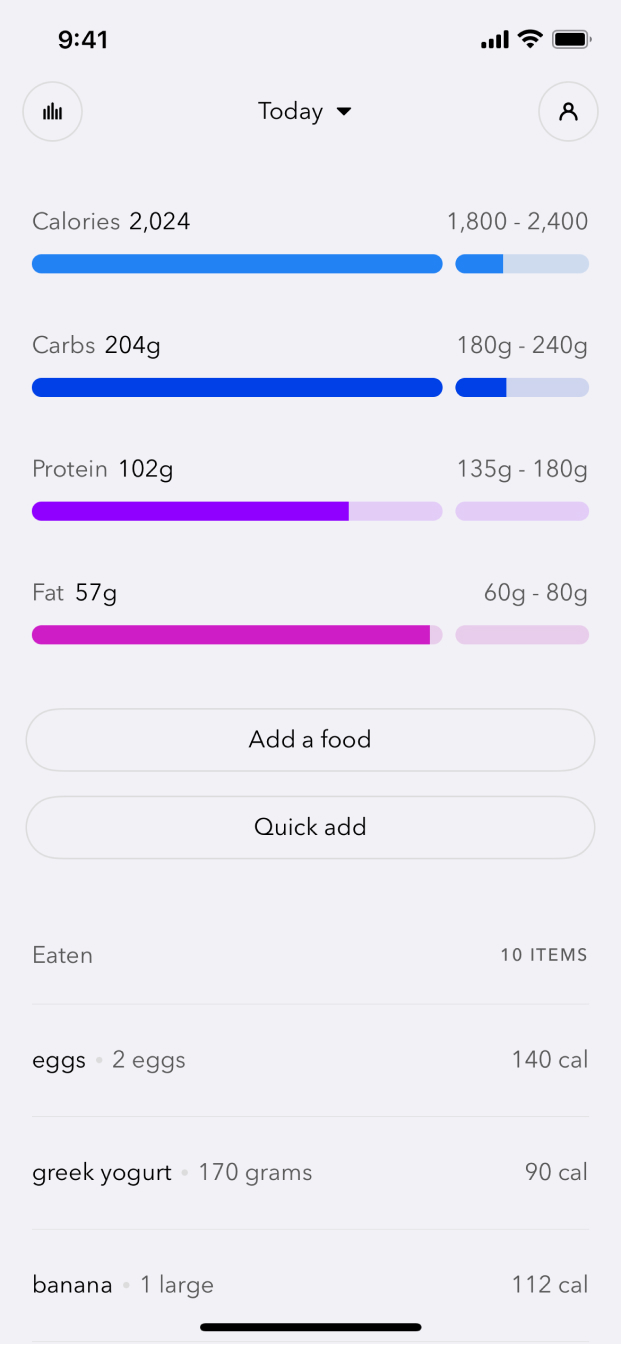 9:41
Today
Calories 2,024 1,800 - 2,400
Carbs 204g 180g - 240g
Protein 102g 135g - 180g
Fat 57g 60g - 80g
Add a food
Quick add
Eaten 10 ITEMS
eggs • 2 eggs 140 cal
greek yogurt • 170 grams 90 cal
banana • 1 large 112 cal